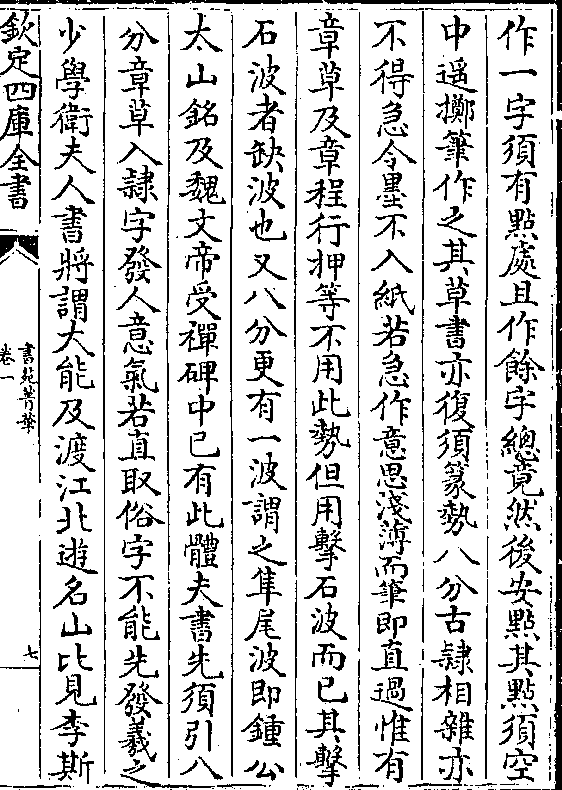 作一字須有點處且作餘字總竟然後安點其點須空
中遥擲筆作之其草書亦復須篆勢八分古隸相雜亦
不得急令墨不入紙若急作意思淺薄而筆即直過惟有
章草及章程行押等不用此勢但用擊石波而已其擊
石波者缺波也又八分更有一波謂之隼尾波即鍾公
太山銘及魏文帝受禪碑中已有此體夫書先須引八
分章草入隸字發人意氣若直取俗字不能先發羲之
少學衛夫人書將謂大能及渡江北遊名山比見李斯
欽定四庫全書
書苑菁華
卷一
七